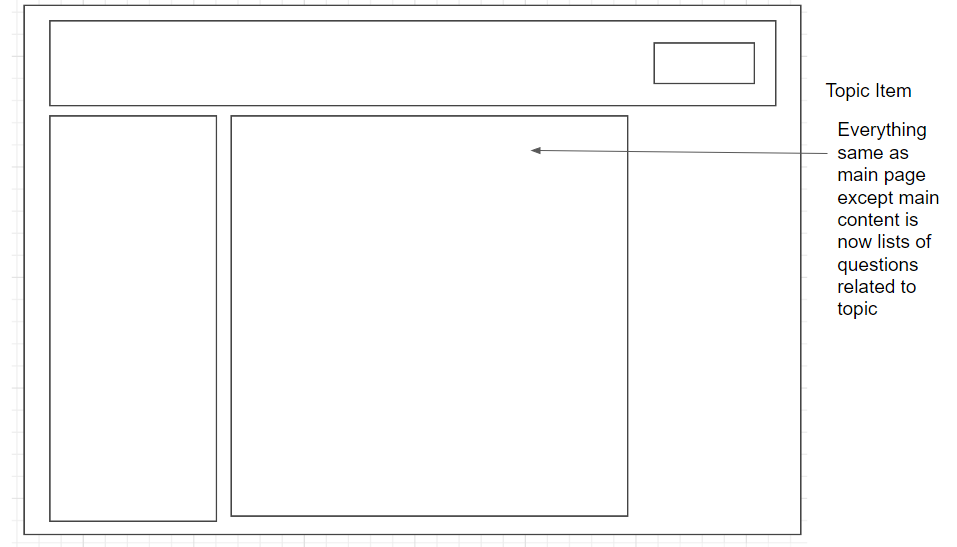 Topic Item
Everything
same as
main page
except main
content is
now lists of
questions
related to
topic